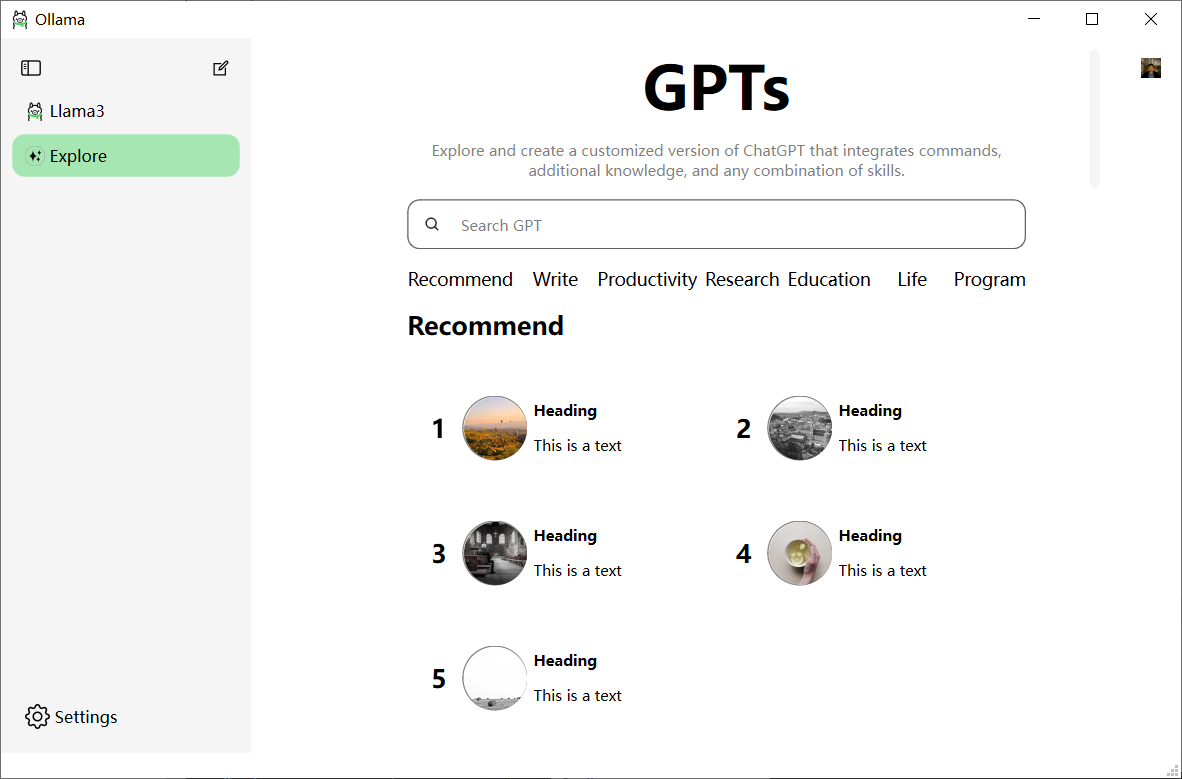 Ollama
Llama3
Explore
Settings
GPTs
Explore and create a customized version of ChatGPT that integrates commands,
additional knowledge, and any combination of skills.
Search GPT
Recommend Write Productivity Research Education Life Program
Recommend
1 Heading
This is a text
2 Heading
This is a text
3 Heading
This is a text
4 Heading
This is a text
5 Heading
This is a text